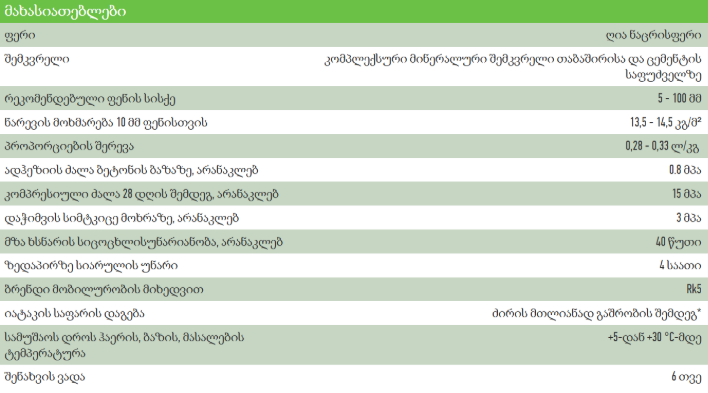 მახასიათებლები
ფერი ღია ნაცრისფერი
შემკვრელი კომპლექსური მინერალური შემკვრელი თაბაშირისა და ცემენტის
საფუძველზე
რეკომენდებული ფენის სისქე 5 - 100 მმ
ნარევის მოხმარება 10 მმ ფენისთვის 13,5 - 14,5 კგ/მ²
პროპორციების შერევა 0,28 - 0,33 ლ/კგ
ადჰეზიის ძალა ბეტონის ბაზაზე, არანაკლებ 0.8 მპა
კომპრესიული ძალა 28 დღის შემდეგ, არანაკლებ 15 მპა
დაჭიმვის სიმტკიცე მოხრაზე, არანაკლებ 3 მპა
მზა ხსნარის სიცოცხლისუნარიანობა, არანაკლებ 40 წუთი
ზედაპირზე სიარულის უნარი 4 საათი
ბრენდი მობილურობის მიხედვით Rk5
იატაკის საფარის დაგება ძირის მთლიანად გაშრობის შემდეგ*
სამუშაოს დროს ჰაერის, ბაზის, მასალების
ტემპერატურა +5-დან +30 °C-მდე
შენახვის ვადა 6 თვე